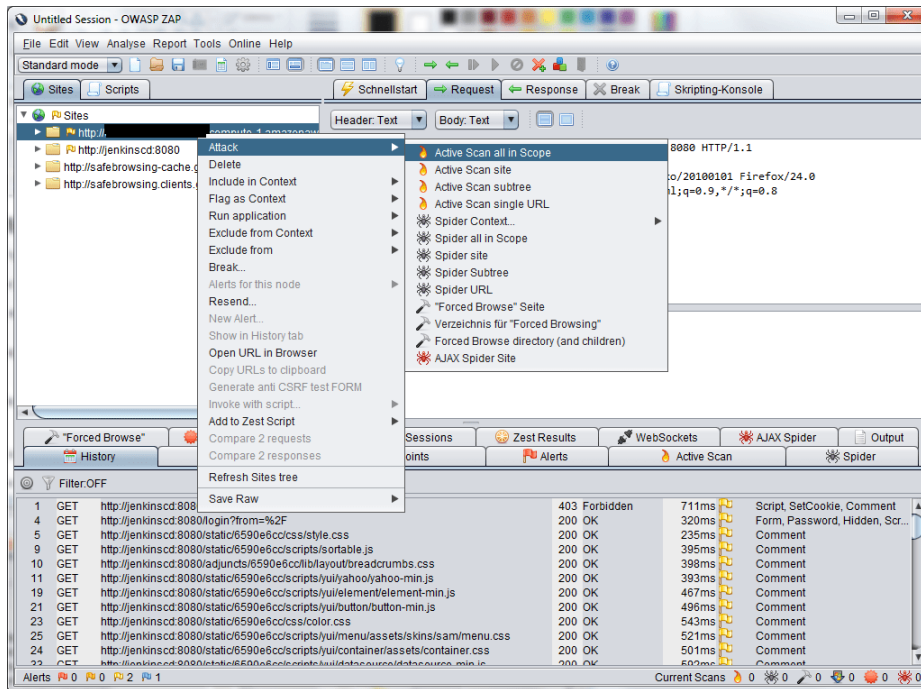 Untitled Session - OWASP ZAP
File Edit View Analyse Report Tools Online Help
Standard mode
Sites Scripts
Schnellstart Request Response Break Skripting-Konsole
Header: Text Body: Text
Sites
http://
http://jenkinscd:8080
http://safebrowsing-cache.g
http://safebrowsing.clients.g
8080 HTTP/1.1
o/20100101 Firefox/24.0
l;q=0.9,*/*;q=0.8
Attack
Delete
Include in Context
Flag as Context
Run application
Exclude from Context
Exclude from
Break...
Alerts for this node
Resend...
New Alert...
Show in History tab
Open URL in Browser
Copy URLs to clipboard
Generate anti CSRF test FORM
Invoke with script...
Add to Zest Script
Compare 2 requests
Compare 2 responses
Refresh Sites tree
Save Raw
Active Scan all in Scope
Active Scan site
Active Scan subtree
Active Scan single URL
Spider Context...
Spider all in Scope
Spider site
Spider Subtree
Spider URL
"Forced Browse" Seite
Verzeichnis für "Forced Browsing"
Forced Browse directory (and children)
AJAX Spider Site
"Forced Browse" Sessions Zest Results WebSockets AJAX Spider Output
History oints Alerts Active Scan Spider
Filter:OFF
1 GET http://jenkinscd:808 403 Forbidden 711ms Script, SetCookie, Comment
4 GET http://jenkinscd:8080/login?from=%2F 200 OK 320ms Form, Password, Hidden, Scr...
5 GET http://jenkinscd:8080/static/6590e6cc/css/style.css 200 OK 235ms Comment
9 GET http://jenkinscd:8080/static/6590e6cc/scripts/sortable.js 200 OK 395ms Comment
10 GET http://jenkinscd:8080/adjuncts/6590e6cc/lib/layout/breadcrumbs.css 200 OK 398ms Comment
11 GET http://jenkinscd:8080/static/6590e6cc/scripts/yui/yahoo/yahoo-min.js 200 OK 393ms Comment
19 GET http://jenkinscd:8080/static/6590e6cc/scripts/yui/element/element-min.js 200 OK 467ms Comment
21 GET http://jenkinscd:8080/static/6590e6cc/scripts/yui/button/button-min.js 200 OK 496ms Comment
23 GET http://jenkinscd:8080/static/6590e6cc/css/color.css 200 OK 543ms Comment
25 GET http://jenkinscd:8080/static/6590e6cc/scripts/yui/menu/assets/skins/sam/menu.css 200 OK 521ms Comment
24 GET http://jenkinscd:8080/static/6590e6cc/scripts/yui/container/assets/container.css 200 OK 501ms Comment
33 GET http://jenkinscd:8080/static/6590e6cc/scripts/yui/datasource/datasource-min.js 200 OK Comment
Alerts 0 0 2 1 Current Scans 0 0 0 0 0 0